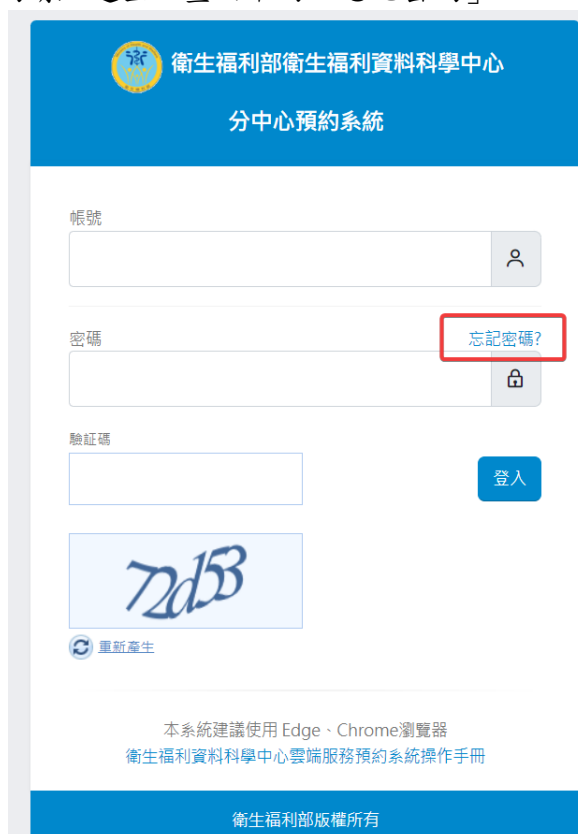 衛生福利部衛生福利資料科學中心
分中心預約系統
帳號
密碼
忘記密碼?
驗証碼
登入
72d53
重新產生
本系統建議使用 Edge、Chrome瀏覽器
衛生福利資料科學中心雲端服務預約系統操作手冊
衛生福利部版權所有